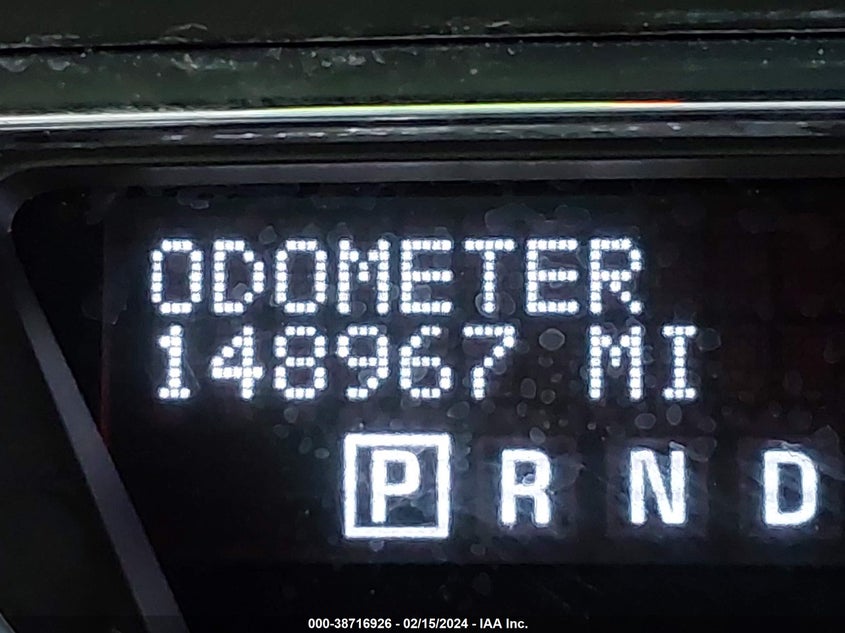 ODOMETER
148967 MI
P R N D
000-38716926 - 02/15/2024 - IAA Inc.